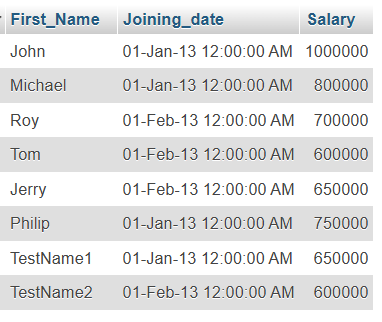 First_Name Joining_date Salary
John 01-Jan-13 12:00:00 AM 1000000
Michael 01-Jan-13 12:00:00 AM 800000
Roy 01-Feb-13 12:00:00 AM 700000
Tom 01-Feb-13 12:00:00 AM 600000
Jerry 01-Feb-13 12:00:00 AM 650000
Philip 01-Jan-13 12:00:00 AM 750000
TestName1 01-Jan-13 12:00:00 AM 650000
TestName2 01-Feb-13 12:00:00 AM 600000